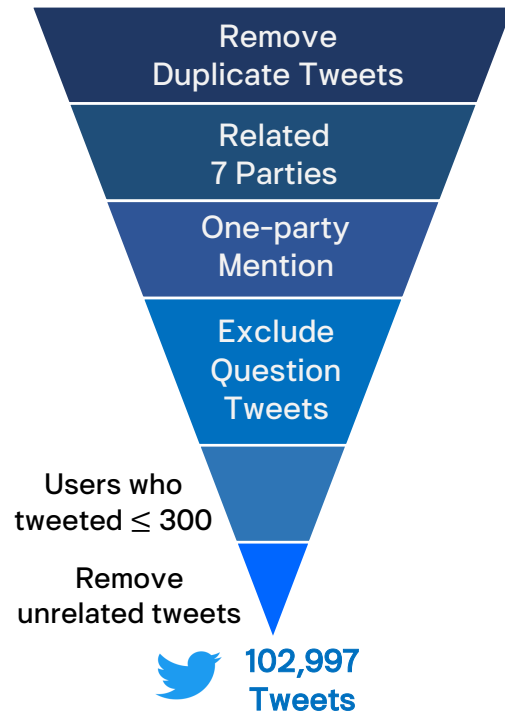 Remove
Duplicate Tweets
Related
7 Parties
One-party
Mention
Exclude
Question
Tweets
Users who
tweeted ≤ 300
Remove
unrelated tweets
102,997
Tweets